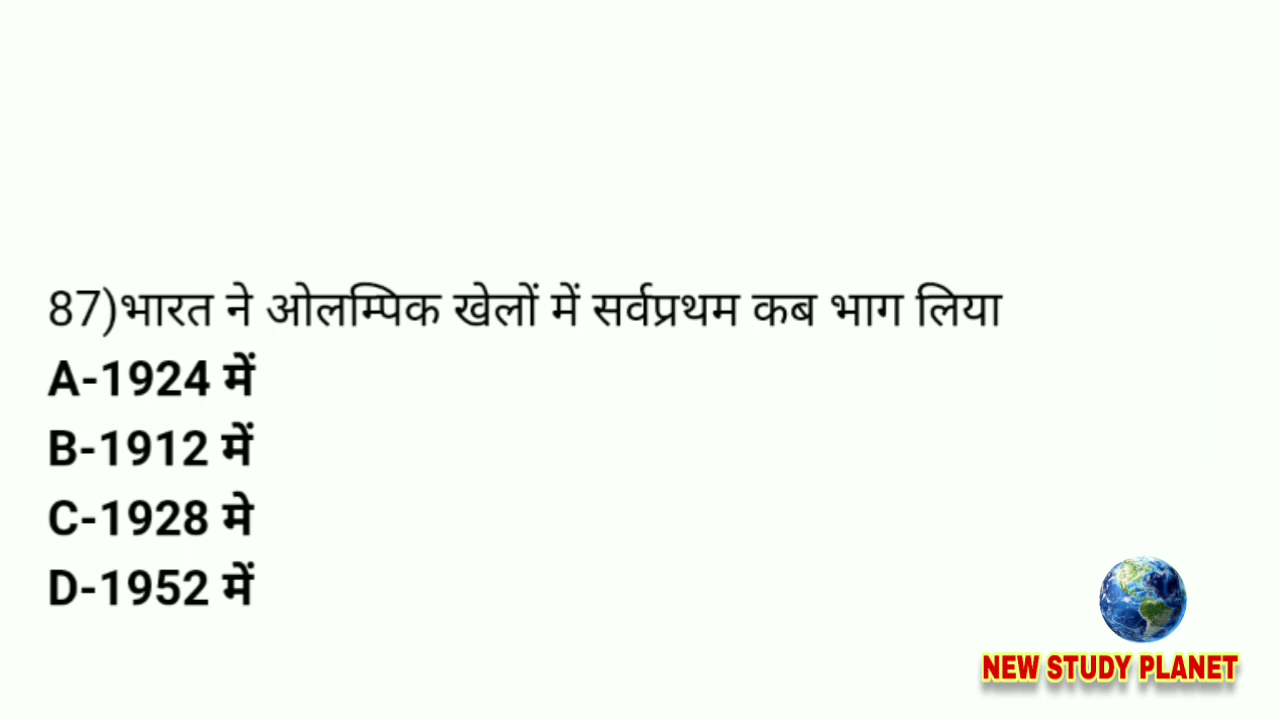 87)भारत ने ओलम्पिक खेलों में सर्वप्रथम कब भाग लिया
A-1924 में
B-1912 में
C-1928 मे
D-1952 में
NEW STUDY PLANET